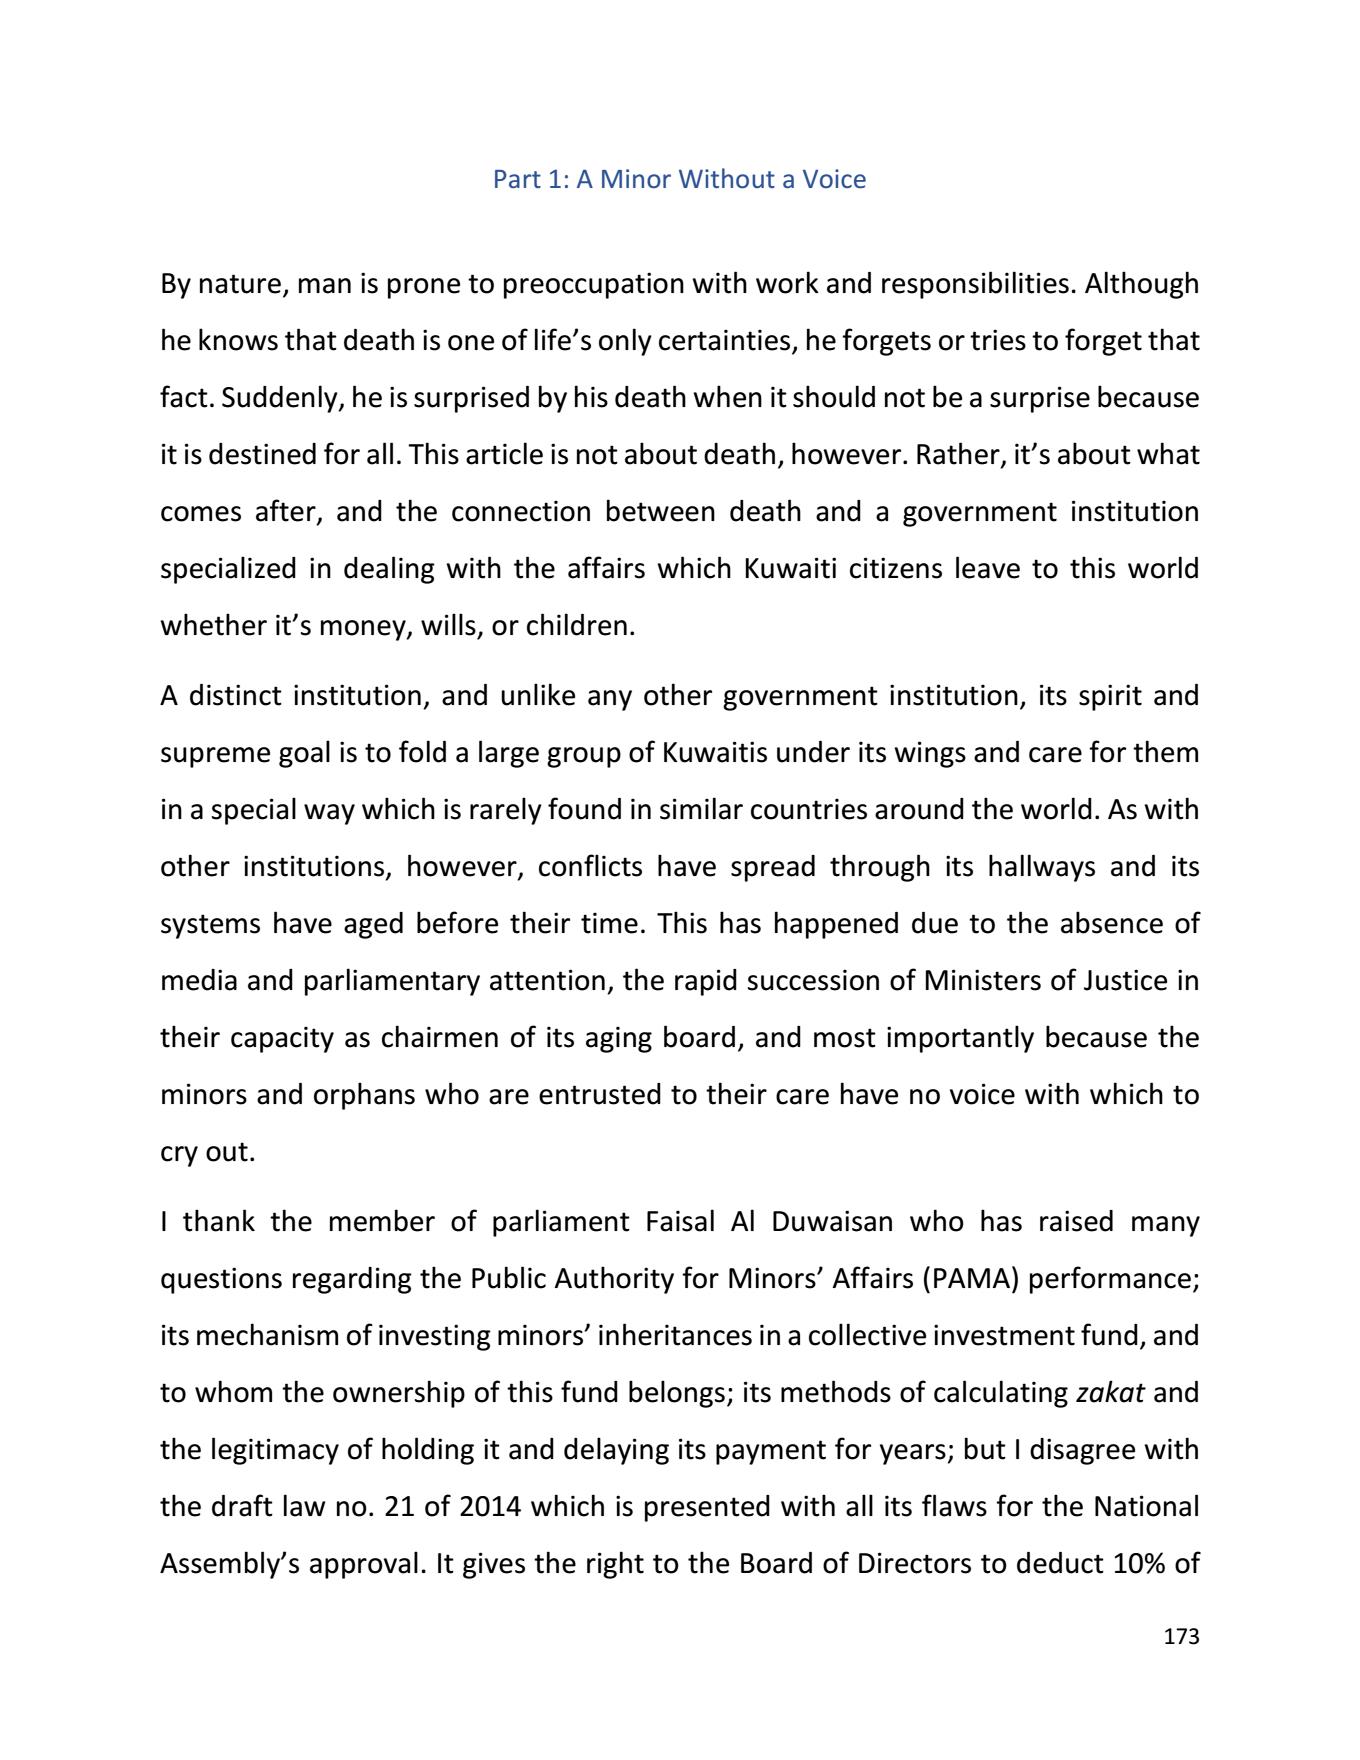 Part 1: A Minor Without a Voice
By nature, man is prone to preoccupation with work and responsibilities. Although
he knows that death is one of life’s only certainties, he forgets or tries to forget that
fact. Suddenly, he is surprised by his death when it should not be a surprise because
it is destined for all. This article is not about death, however. Rather, it’s about what
comes after, and the connection between death and a government institution
specialized in dealing with the affairs which Kuwaiti citizens leave to this world
whether it’s money, wills, or children.
A distinct institution, and unlike any other government institution, its spirit and
supreme goal is to fold a large group of Kuwaitis under its wings and care for them
in a special way which is rarely found in similar countries around the world. As with
other institutions, however, conflicts have spread through its hallways and its
systems have aged before their time. This has happened due to the absence of
media and parliamentary attention, the rapid succession of Ministers of Justice in
their capacity as chairmen of its aging board, and most importantly because the
minors and orphans who are entrusted to their care have no voice with which to
cry out.
I thank the member of parliament Faisal Al Duwaisan who has raised many
questions regarding the Public Authority for Minors’ Affairs (PAMA) performance;
its mechanism of investing minors’ inheritances in a collective investment fund, and
to whom the ownership of this fund belongs; its methods of calculating zakat and
the legitimacy of holding it and delaying its payment for years; but I disagree with
the draft law no. 21 of 2014 which is presented with all its flaws for the National
Assembly’s approval. It gives the right to the Board of Directors to deduct 10% of
173